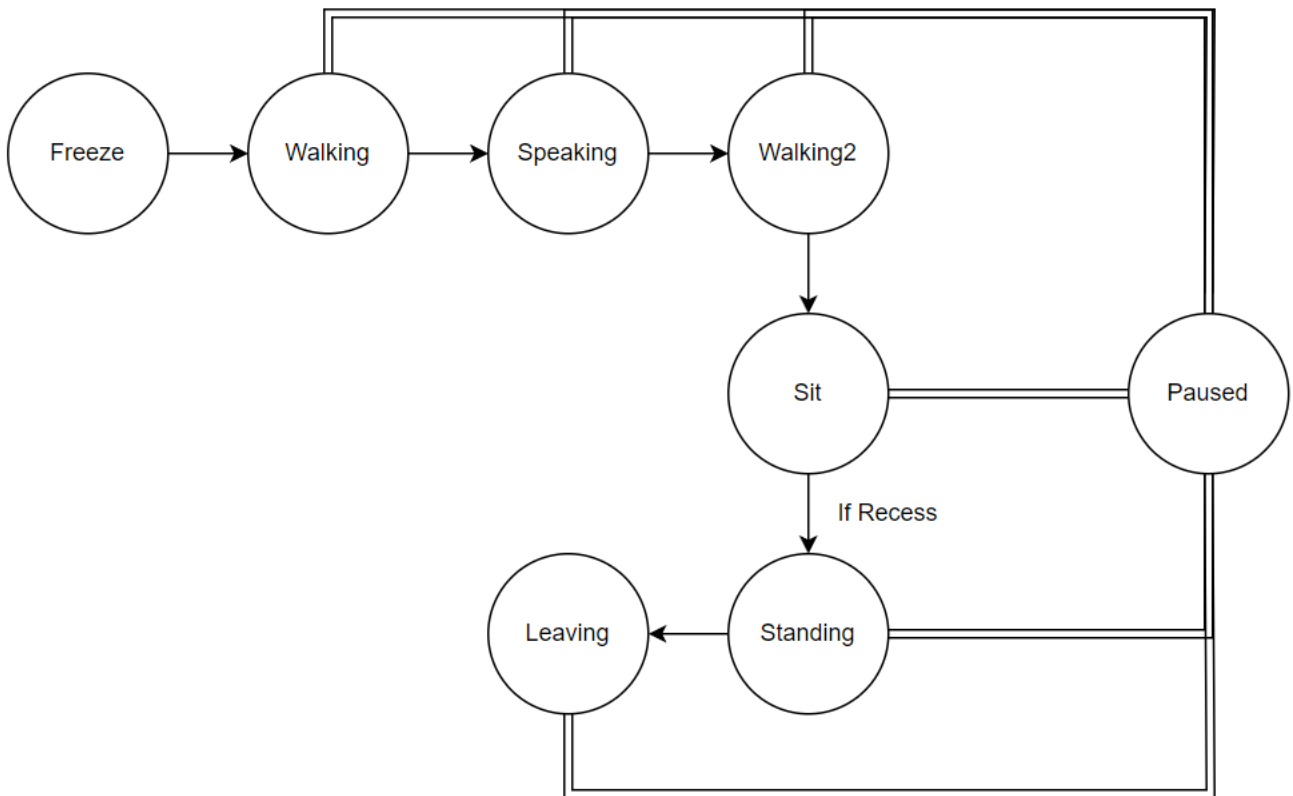 Freeze
Walking
Speaking
Walking2
Sit
Paused
If Recess
Leaving
Standing